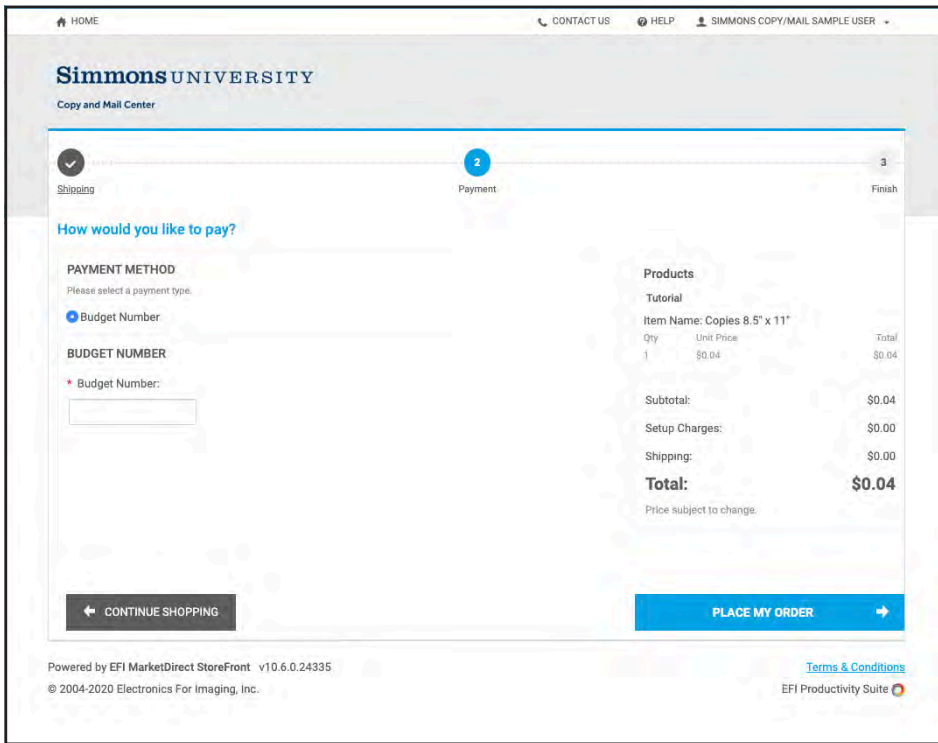 HOME
CONTACT US
HELP
SIMMONS COPY/MAIL SAMPLE USER
Simmons UNIVERSITY
Copy and Mail Center
2
3
Shipping
Payment
Finish
How would you like to pay?
PAYMENT METHOD
Please select a payment type.
Budget Number
BUDGET NUMBER
* Budget Number:
Products
Tutorial
Item Name: Copies 8.5" x 11"
Qty Unit Price Total
1 $0.04 $0.04
Subtotal: $0.04
Setup Charges: $0.00
Shipping: $0.00
Total: $0.04
Price subject to change.
CONTINUE SHOPPING
PLACE MY ORDER
Powered by EFI MarketDirect StoreFront v10.6.0.24335
Terms & Conditions
© 2004-2020 Electronics For Imaging, Inc.
EFI Productivity Suite